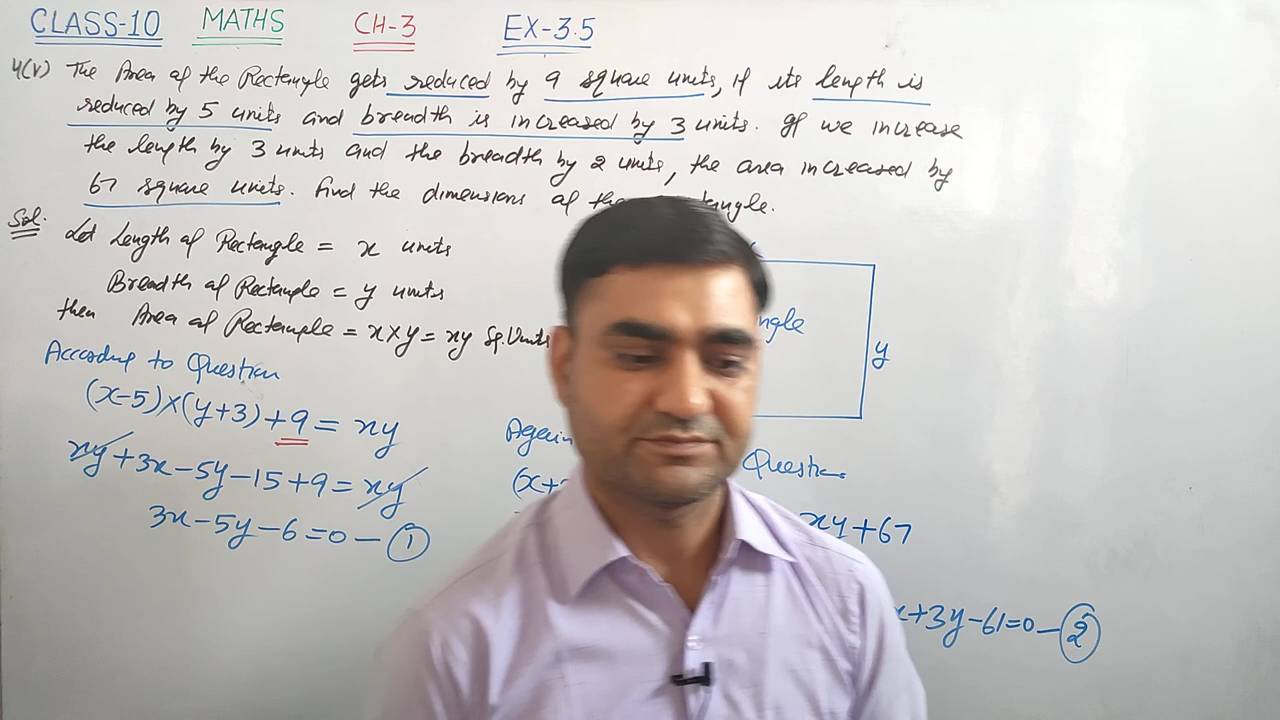 CLASS-10 MATHS CH-3 EX-3.5
4(v) The Area of the Rectangle gets reduced by 9 square units, if its length is
reduced by 5 units and breadth is increased by 3 units. If we increase
the length by 3 units and the breadth by 2 units, the area increased by
67 square units. find the dimensions of the
Sol. Let Length of Rectangle = x units
Breadth of Rectangle = y units
then Area of Rectangle = x×y = xy Sq. Units
y
According to Question
(x-5)×(y+3)+9 = xy
xy+3x-5y-15+9=xy
3x-5y-6=0-①
Again Question
(x+
xy+67
+3y-61=0-②